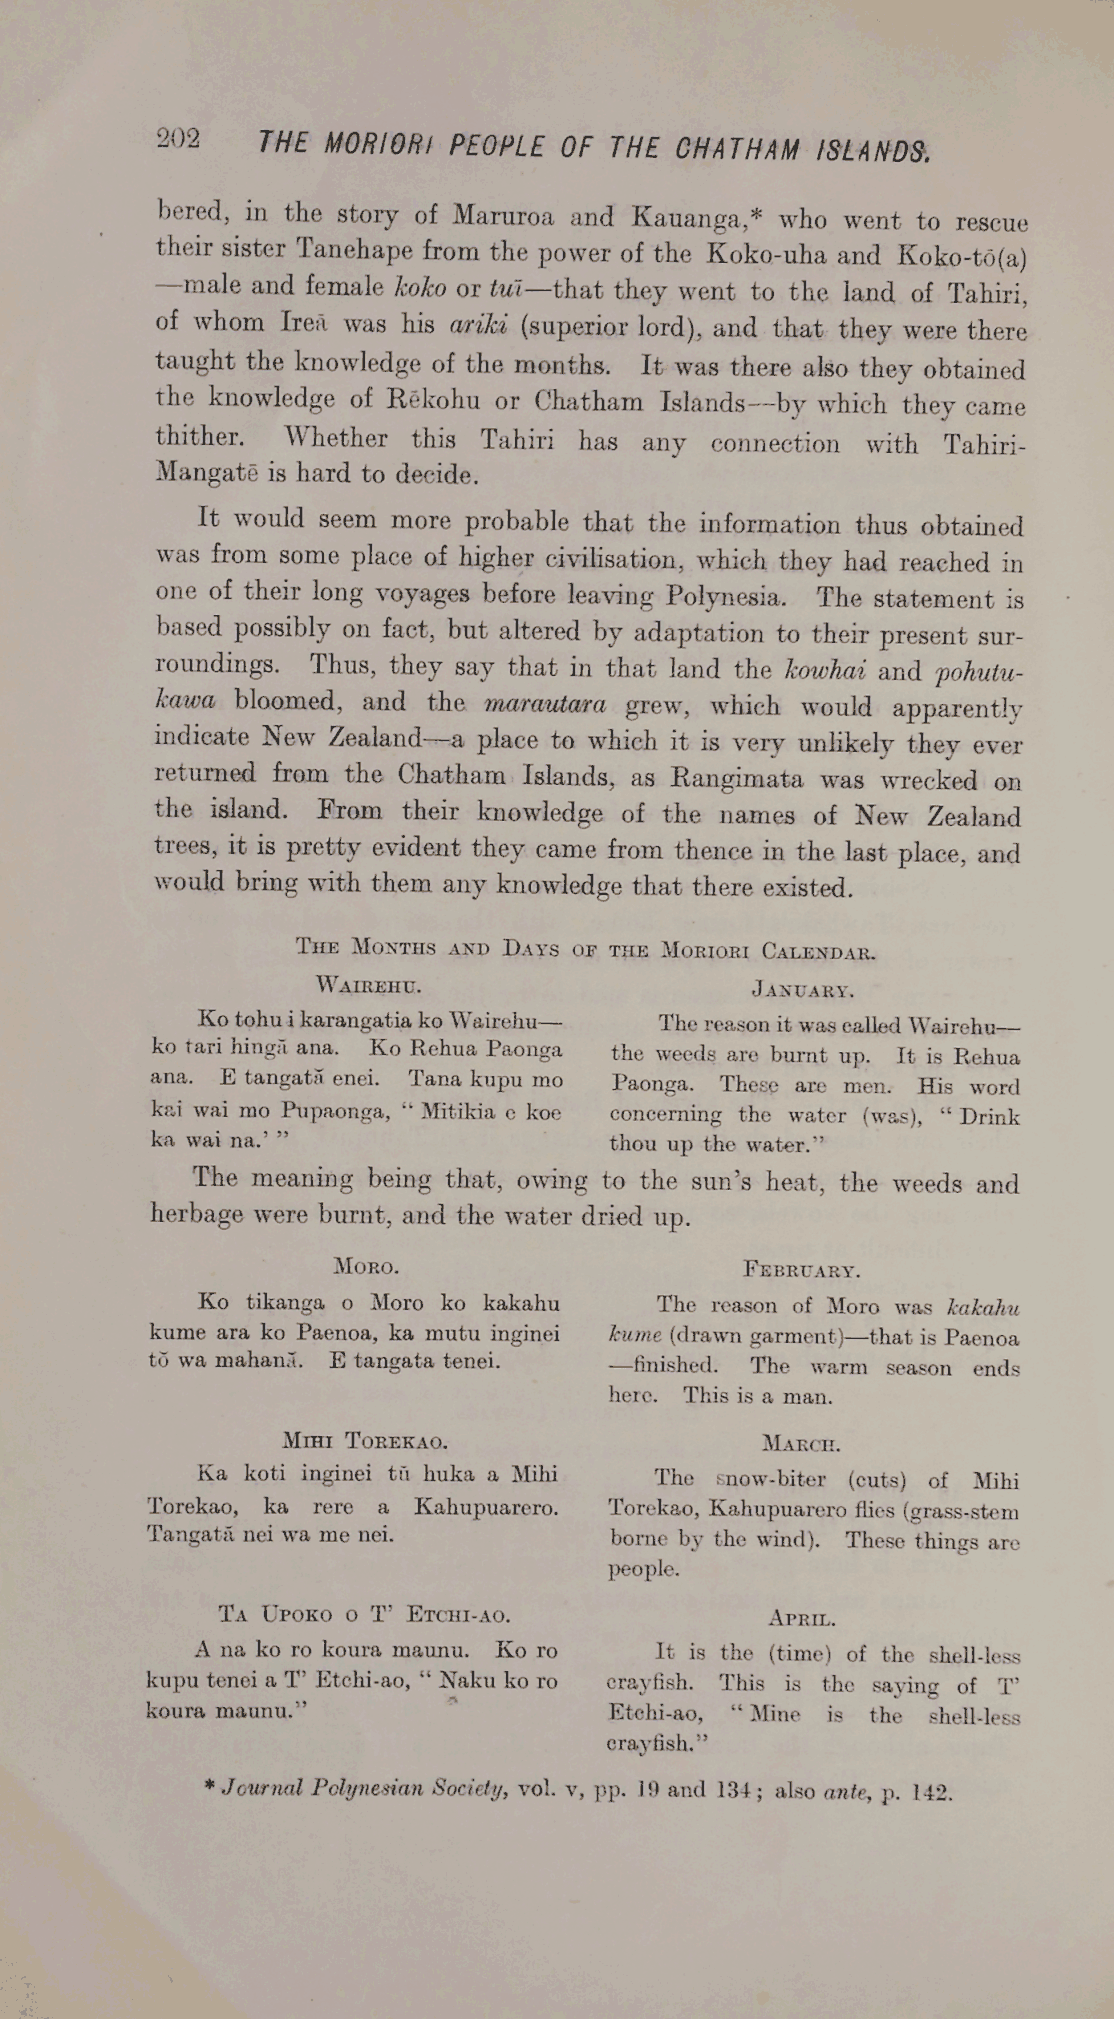 202 THE MORIORI PEOPLE OF THE CHATHAM ISLANDS.
bered, in the story of Maruroa and Kauanga,* who went to rescue
their sister Tanehape from the power of the Koko-uha and Koko-tō(a)
—male and female koko or tuī—that they went to the land of Tahiri,
of whom Ireā was his ariki (superior lord), and that they were there
taught the knowledge of the months. It was there also they obtained
the knowledge of Rēkohu or Chatham Islands—by which they came
thither. Whether this Tahiri has any connection with Tahiri-
Mangatē is hard to decide.
It would seem more probable that the information thus obtained
was from some place of higher civilisation, which they had reached in
one of their long voyages before leaving Polynesia. The statement is
based possibly on fact, but altered by adaptation to their present sur-
roundings. Thus, they say that in that land the kowhai and pohutu-
kawa bloomed, and the marautara grew, which would apparently
indicate New Zealand—a place to which it is very unlikely they ever
returned from the Chatham Islands, as Rangimata was wrecked on
the island. From their knowledge of the names of New Zealand
trees, it is pretty evident they came from thence in the last place, and
would bring with them any knowledge that there existed.
THE MONTHS AND DAYS OF THE MORIORI CALENDAR.
WAIREHU.
Ko tohu i karangatia ko Wairehu—
ko tari hingā ana. Ko Rehua Paonga
ana. E tangatā enei. Tana kupu mo
kai wai mo Pupaonga, “ Mitikia e koe
ka wai na.’ ”
JANUARY.
The reason it was called Wairehu—
the weeds are burnt up. It is Rehua
Paonga. These are men. His word
concerning the water (was), “ Drink
thou up the water.”
The meaning being that, owing to the sun’s heat, the weeds and
herbage were burnt, and the water dried up.
MORO.
Ko tikanga o Moro ko kakahu
kume ara ko Paenoa, ka mutu inginei
tŏ wa mahană. E tangata tenei.
FEBRUARY.
The reason of Moro was kakahu
kume (drawn garment)—that is Paenoa
—finished. The warm season ends
here. This is a man.
MIHI TOREKAO.
Ka koti inginei tū huka a Mihi
Torekao, ka rere a Kahupuarero.
Tangatā nei wa me nei.
MARCH.
The snow-biter (cuts) of Mihi
Torekao, Kahupuarero flies (grass-stem
borne by the wind). These things are
people.
TA UPOKO O T’ ETCHI-AO.
A na ko ro koura maunu. Ko ro
kupu tenei a T’ Etchi-ao, “ Naku ko ro
koura maunu.”
APRIL.
It is the (time) of the shell-less
crayfish. This is the saying of T’
Etchi-ao, “ Mine is the shell-less
crayfish.”
* Journal Polynesian Society, vol. v, pp. 19 and 134; also ante, p. 142.